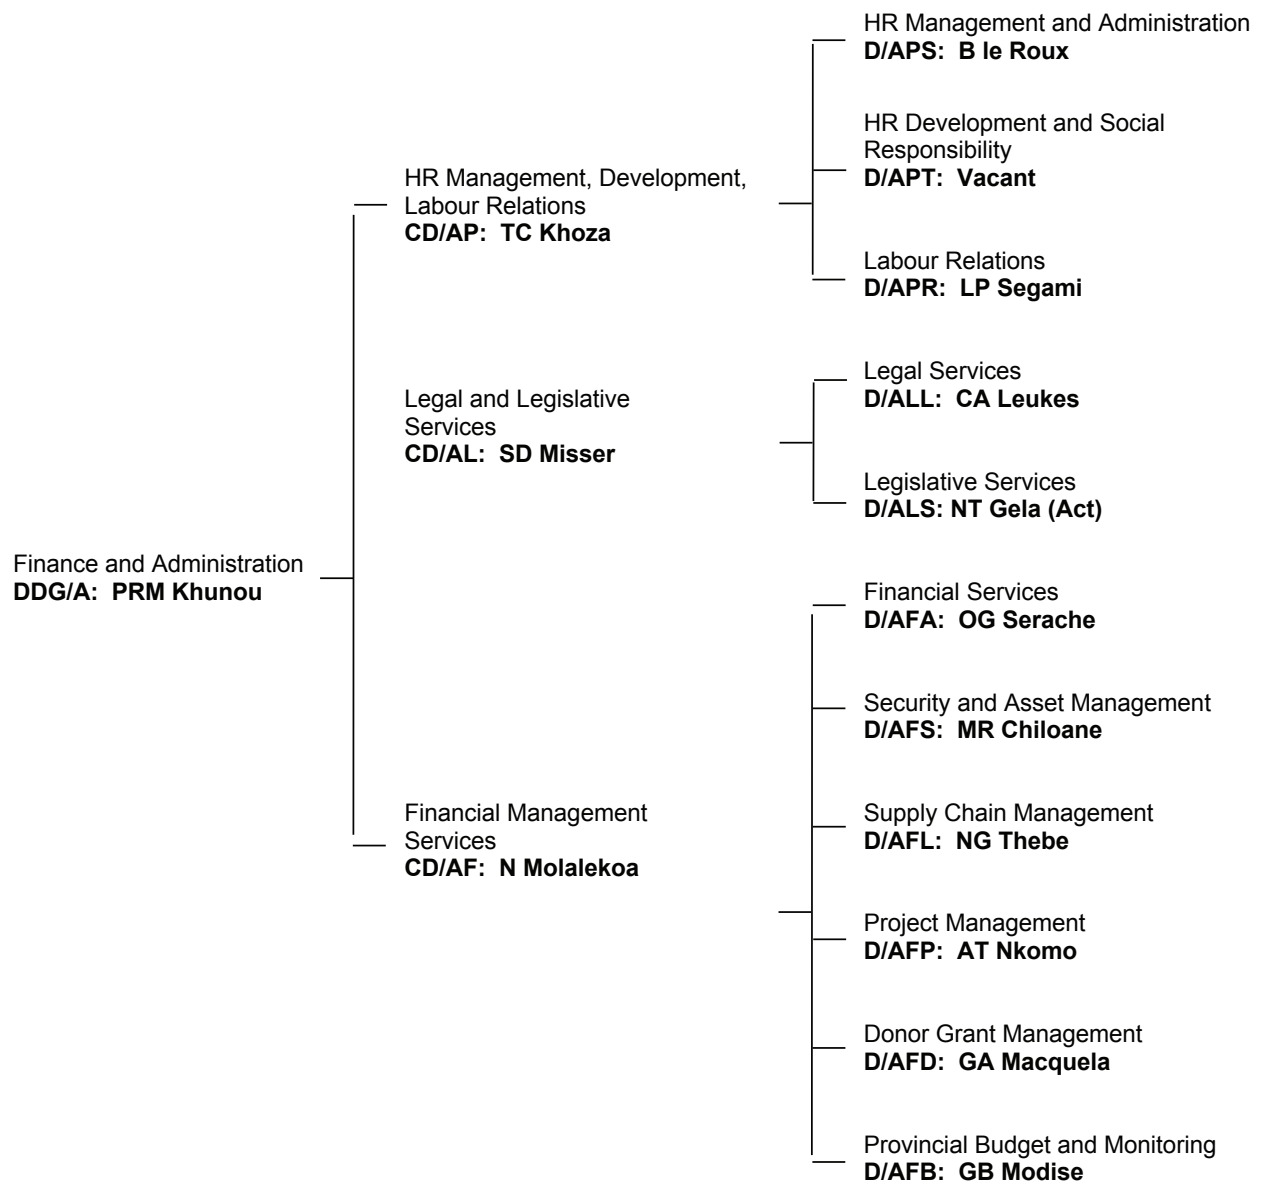 Finance and Administration
DDG/A:  PRM Khunou
HR Management, Development,
Labour Relations
CD/AP:  TC Khoza
HR Management and Administration
D/APS:  B le Roux
HR Development and Social
Responsibility
D/APT:  Vacant
Labour Relations
D/APR:  LP Segami
Legal and Legislative
Services
CD/AL:  SD Misser
Legal Services
D/ALL:  CA Leukes
Legislative Services
D/ALS: NT Gela (Act)
Financial Management
Services
CD/AF:  N Molalekoa
Financial Services
D/AFA:  OG Serache
Security and Asset Management
D/AFS:  MR Chiloane
Supply Chain Management
D/AFL:  NG Thebe
Project Management
D/AFP:  AT Nkomo
Donor Grant Management
D/AFD:  GA Macquela
Provincial Budget and Monitoring
D/AFB:  GB Modise